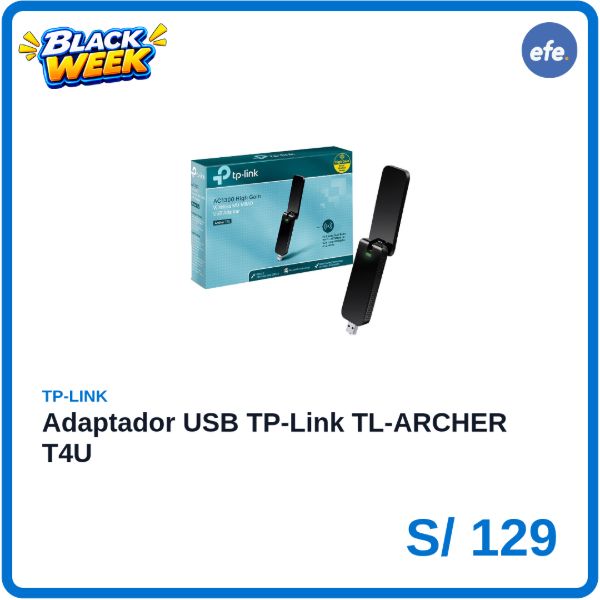 BLACK
WEEK
efe.
tp-link
AC1300 High Gain
TP-LINK
Adaptador USB TP-Link TL-ARCHER
T4U
S/ 129